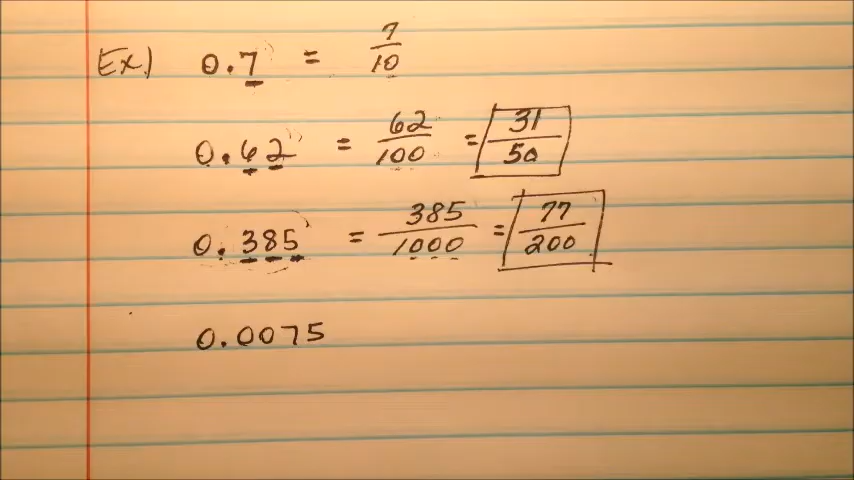 Ex.) 0.7 = 7/10
0.62 = 62/100 = 31/50
0.385 = 385/1000 = 77/200
0.0075